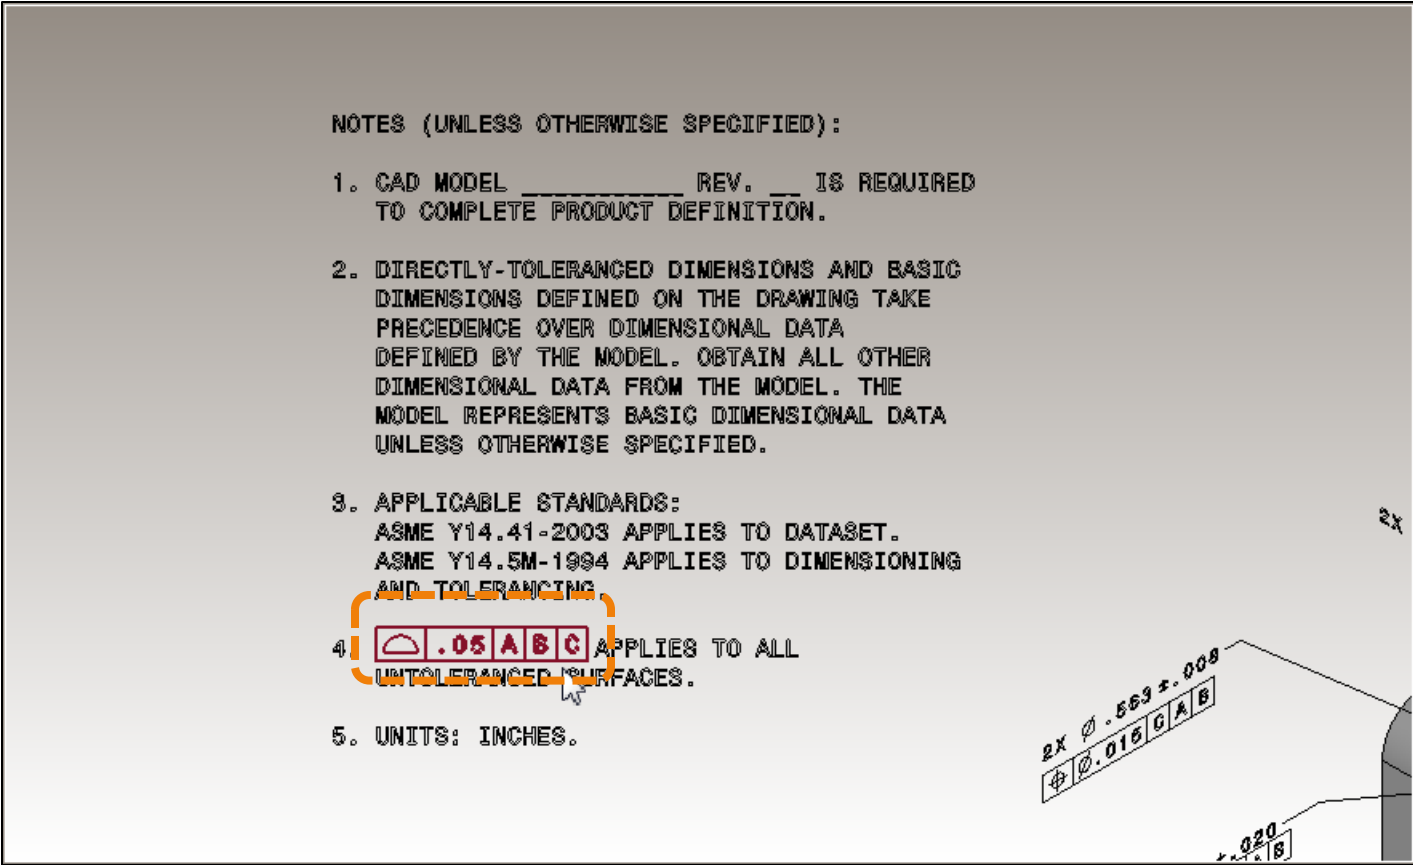 NOTES (UNLESS OTHERWISE SPECIFIED):
1. CAD MODEL ___________ REV. __ IS REQUIRED
TO COMPLETE PRODUCT DEFINITION.
2. DIRECTLY-TOLERANCED DIMENSIONS AND BASIC
DIMENSIONS DEFINED ON THE DRAWING TAKE
PRECEDENCE OVER DIMENSIONAL DATA
DEFINED BY THE MODEL. OBTAIN ALL OTHER
DIMENSIONAL DATA FROM THE MODEL. THE
MODEL REPRESENTS BASIC DIMENSIONAL DATA
UNLESS OTHERWISE SPECIFIED.
3. APPLICABLE STANDARDS:
ASME Y14.41-2003 APPLIES TO DATASET.
ASME Y14.5M-1994 APPLIES TO DIMENSIONING
AND TOLERANCING.
4. ⌓ .05 A B C APPLIES TO ALL
UNTOLERANCED SURFACES.
5. UNITS: INCHES.
2X
2X ⌀.563 ±.008
⌖ ⌀.015 C A B
.020
B